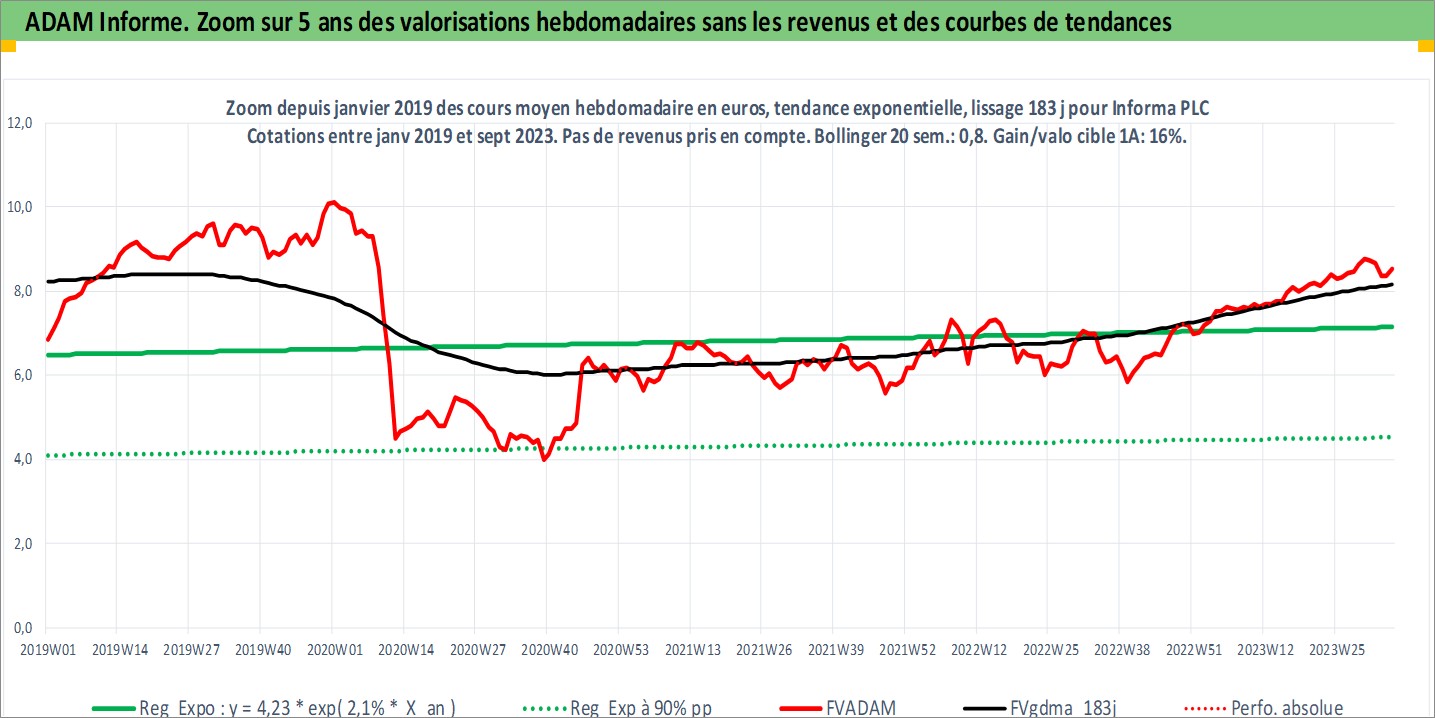 ADAM Informe. Zoom sur 5 ans des valorisations hebdomadaires sans les revenus et des courbes de tendances
Zoom depuis janvier 2019 des cours moyen hebdomadaire en euros, tendance exponentielle, lissage 183 j pour Informa PLC
Cotations entre janv 2019 et sept 2023. Pas de revenus pris en compte. Bollinger 20 sem.: 0,8. Gain/valo cible 1A: 16%.
12,0
10,0
8,0
6,0
4,0
2,0
0,0
2019W01 2019W14 2019W27 2019W40 2020W01 2020W14 2020W27 2020W40 2020W53 2021W13 2021W26 2021W39 2021W52 2022W12 2022W25 2022W38 2022W51 2023W12 2023W25
Reg Expo : y = 4,23 * exp( 2,1% * X an ) Reg Exp à 90% pp FVADAM FVgdma 183j Perfo. absolue